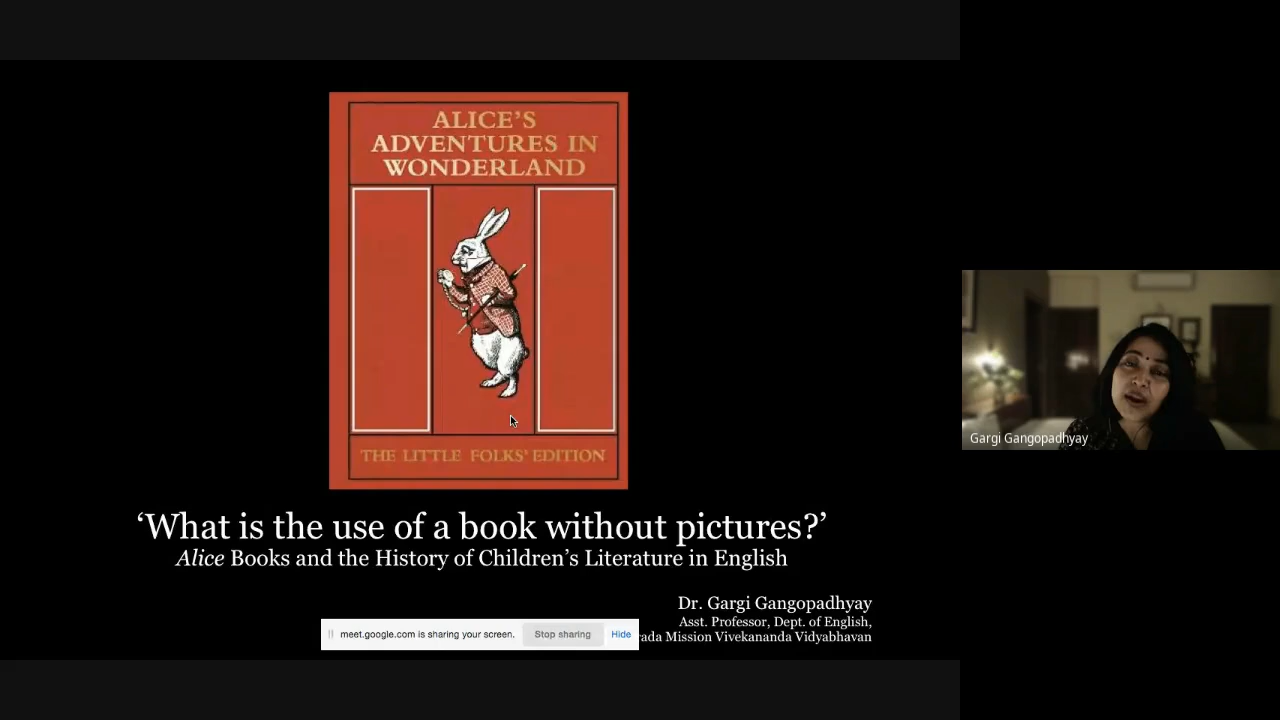 ALICE'S
ADVENTURES IN
WONDERLAND
THE LITTLE FOLKS' EDITION
‘What is the use of a book without pictures?’
Alice Books and the History of Children’s Literature in English
Dr. Gargi Gangopadhyay
Asst. Professor, Dept. of English,
Mission Vivekananda Vidyabhavan
meet.google.com is sharing your screen. Stop sharing Hide
Gargi Gangopadhyay